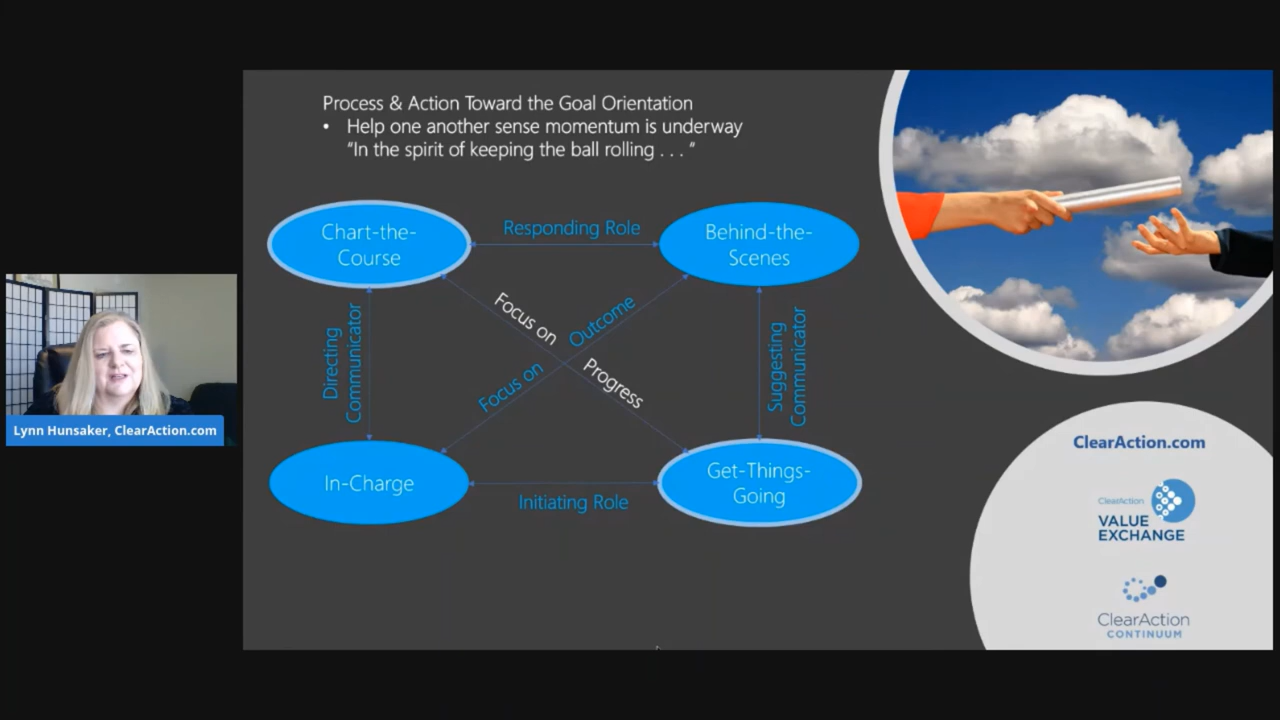 Process & Action Toward the Goal Orientation
• Help one another sense momentum is underway
“In the spirit of keeping the ball rolling . . . ”
Chart-the-
Course
Responding Role
Behind-the-
Scenes
Directing
Communicator
Focus on
Progress
Focus on
Outcome
Suggesting
Communicator
In-Charge
Initiating Role
Get-Things-
Going
Lynn Hunsaker, ClearAction.com
ClearAction.com
ClearAction
VALUE
EXCHANGE
ClearAction
CONTINUUM